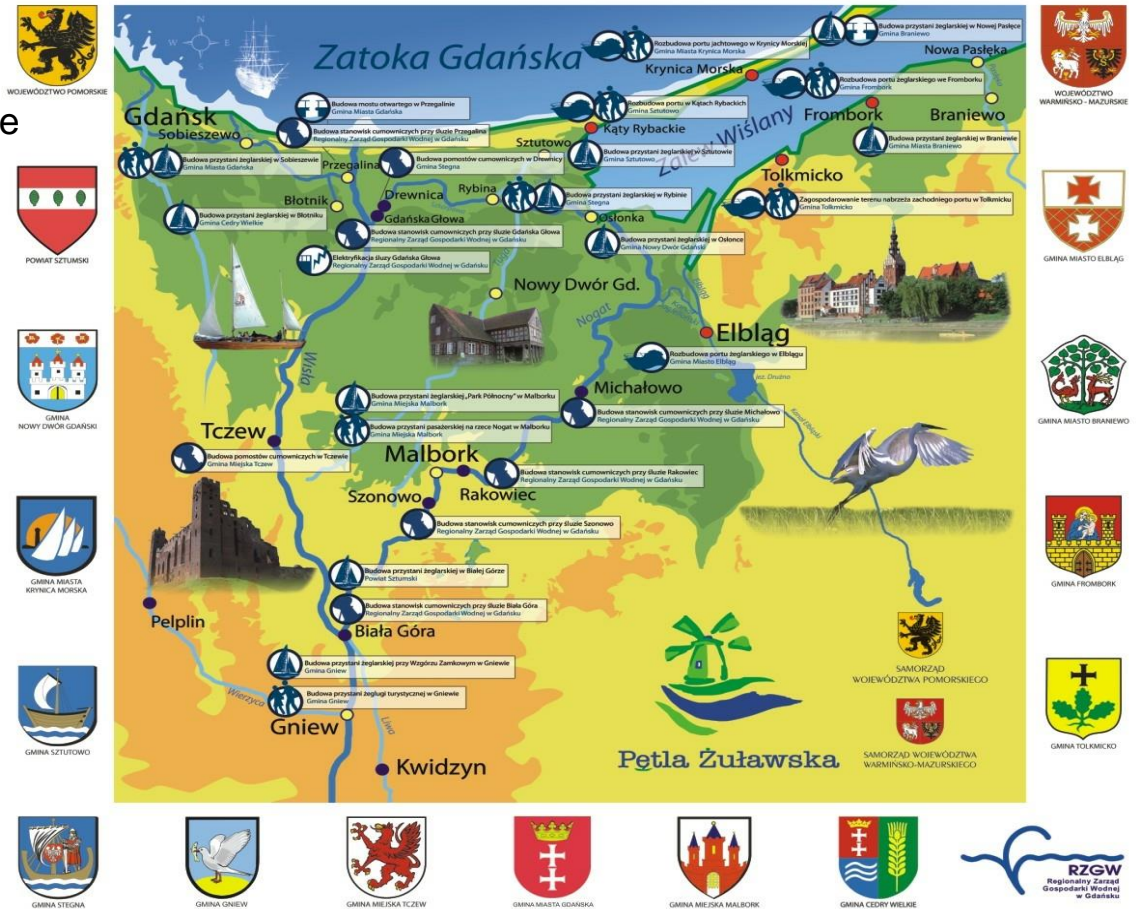 WOJEWÓDZTWO POMORSKIE
e
POWIAT SZTUMSKI
GMINA
NOWY DWÓR GDAŃSKI
GMINA MIASTA
KRYNICA MORSKA
GMINA SZTUTOWO
GMINA STEGNA
GMINA GNIEW
GMINA MIEJSKA TCZEW
GMINA MIASTA GDAŃSKA
GMINA MIEJSKA MALBORK
GMINA CEDRY WIELKIE
RZGW
Regionalny Zarząd
Gospodarki Wodnej
w Gdańsku
WOJEWÓDZTWO
WARMIŃSKO - MAZURSKIE
GMINA MIASTO ELBLĄG
GMINA MIASTO BRANIEWO
GMINA FROMBORK
GMINA TOLKMICKO
Zatoka Gdańska
N
W
E
S
Rozbudowa portu jachtowego w Krynicy Morskiej
Gmina Miasta Krynica Morska
Krynica Morska
Budowa przystani żeglarskiej w Nowej Pasłęce
Gmina Braniewo
Nowa Pasłęka
Rozbudowa portu żeglarskiego we Fromborku
Gmina Frombork
Frombork
Braniewo
Budowa przystani żeglarskiej w Braniewie
Gmina Miasta Braniewo
Budowa mostu otwartego w Przegalinie
Gmina Miasta Gdańska
Gdańsk
Sobieszewo
Budowa stanowisk cumowniczych przy śluzie Przegalina
Regionalny Zarząd Gospodarki Wodnej w Gdańsku
Rozbudowa portu w Kątach Rybackich
Gmina Sztutowo
Kąty Rybackie
Sztutowo
Budowa przystani żeglarskiej w Sztutowie
Gmina Sztutowo
Zalew Wiślany
Budowa przystani żeglarskiej w Sobieszewie
Gmina Miasta Gdańska
Przegalina
Budowa pomostów cumowniczych w Drewnicy
Gmina Stegna
Tolkmicko
Zagospodarowanie terenu nabrzeża zachodniego portu w Tolkmicku
Gmina Tolkmicko
Błotnik
Drewnica
Rybina
Budowa przystani żeglarskiej w Rybinie
Gmina Stegna
Osłonka
Gdańska Głowa
Budowa przystani żeglarskiej w Błotniku
Gmina Cedry Wielkie
Budowa stanowisk cumowniczych przy śluzie Gdańska Głowa
Regionalny Zarząd Gospodarki Wodnej w Gdańsku
Budowa przystani żeglarskiej w Osłonce
Gmina Nowy Dwór Gdański
Elektryfikacja śluzy Gdańska Głowa
Regionalny Zarząd Gospodarki Wodnej w Gdańsku
Nowy Dwór Gd.
Nogat
Elbląg
Elbląg
Rozbudowa portu żeglarskiego w Elblągu
Gmina Miasto Elbląg
jez. Drużno
Kanał Elbląski
Wisła
Michałowo
Budowa stanowisk cumowniczych przy śluzie Michałowo
Regionalny Zarząd Gospodarki Wodnej w Gdańsku
Budowa przystani żeglarskiej „Park Północny" w Malborku
Gmina Miejska Malbork
Budowa przystani pasażerskiej na rzece Nogat w Malborku
Gmina Miejska Malbork
Tczew
Budowa pomostów cumowniczych w Tczewie
Gmina Miejska Tczew
Malbork
Rakowiec
Budowa stanowisk cumowniczych przy śluzie Rakowiec
Regionalny Zarząd Gospodarki Wodnej w Gdańsku
Szonowo
Budowa stanowisk cumowniczych przy śluzie Szonowo
Regionalny Zarząd Gospodarki Wodnej w Gdańsku
Budowa przystani żeglarskiej w Białej Górze
Powiat Sztumski
Budowa stanowisk cumowniczych przy śluzie Biała Góra
Regionalny Zarząd Gospodarki Wodnej w Gdańsku
Pelplin
Biała Góra
Budowa przystani żeglarskiej przy Wzgórzu Zamkowym w Gniewie
Gmina Gniew
Budowa przystani żeglugi turystycznej w Gniewie
Gmina Gniew
Wierzyca
Gniew
Liwa
Kwidzyn
Pętla Żuławska
SAMORZĄD
WOJEWÓDZTWA POMORSKIEGO
SAMORZĄD WOJEWÓDZTWA
WARMIŃSKO-MAZURSKIEGO